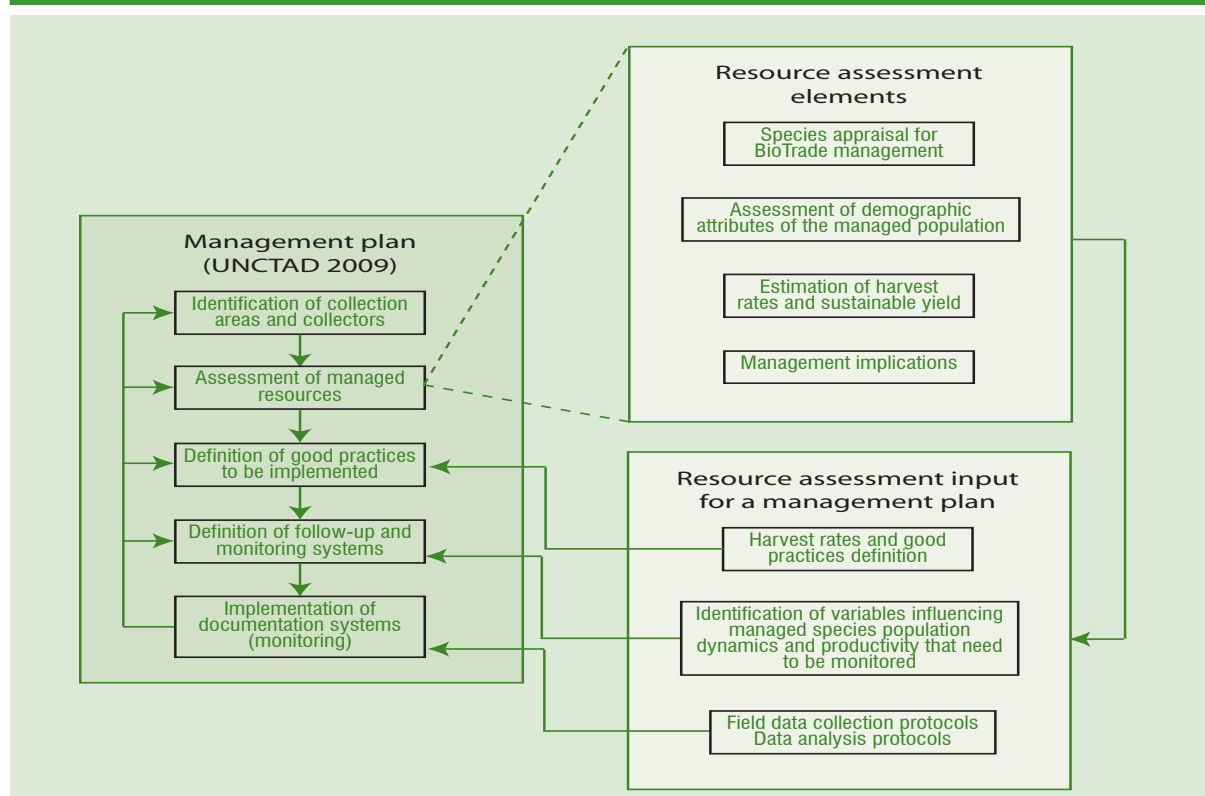 Management plan
(UNCTAD 2009)
Identification of collection
areas and collectors
Assessment of managed
resources
Definition of good practices
to be implemented
Definition of follow-up and
monitoring systems
Implementation of
documentation systems
(monitoring)
Resource assessment
elements
Species appraisal for
BioTrade management
Assessment of demographic
attributes of the managed population
Estimation of harvest
rates and sustainable yield
Management implications
Resource assessment input
for a management plan
Harvest rates and good
practices definition
Identification of variables influencing
managed species population
dynamics and productivity that need
to be monitored
Field data collection protocols
Data analysis protocols